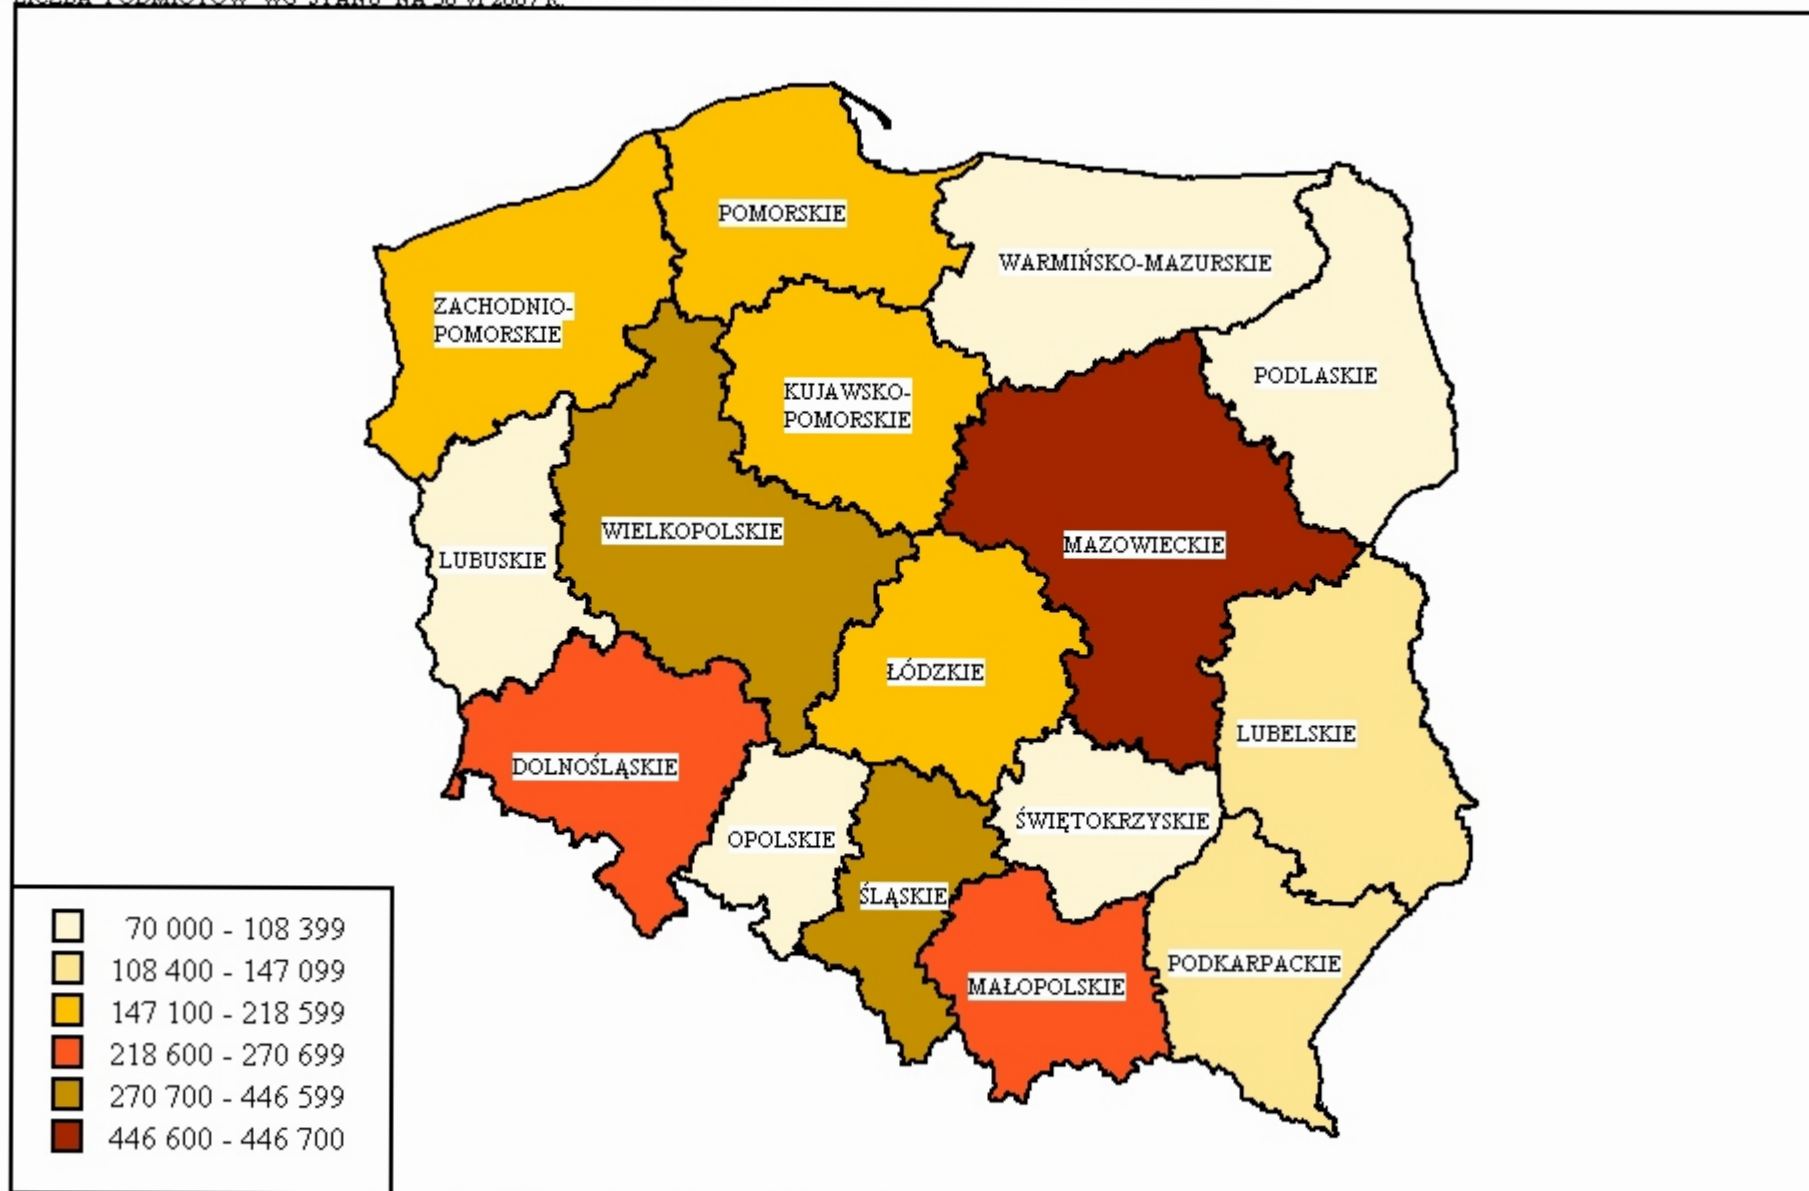 POMORSKIE
WARMIŃSKO-MAZURSKIE
ZACHODNIO-
POMORSKIE
PODLASKIE
KUJAWSKO-
POMORSKIE
WIELKOPOLSKIE
MAZOWIECKIE
LUBUSKIE
ŁÓDZKIE
LUBELSKIE
DOLNOŚLĄSKIE
ŚWIĘTOKRZYSKIE
OPOLSKIE
ŚLĄSKIE
PODKARPACKIE
MAŁOPOLSKIE
70 000 - 108 399
108 400 - 147 099
147 100 - 218 599
218 600 - 270 699
270 700 - 446 599
446 600 - 446 700